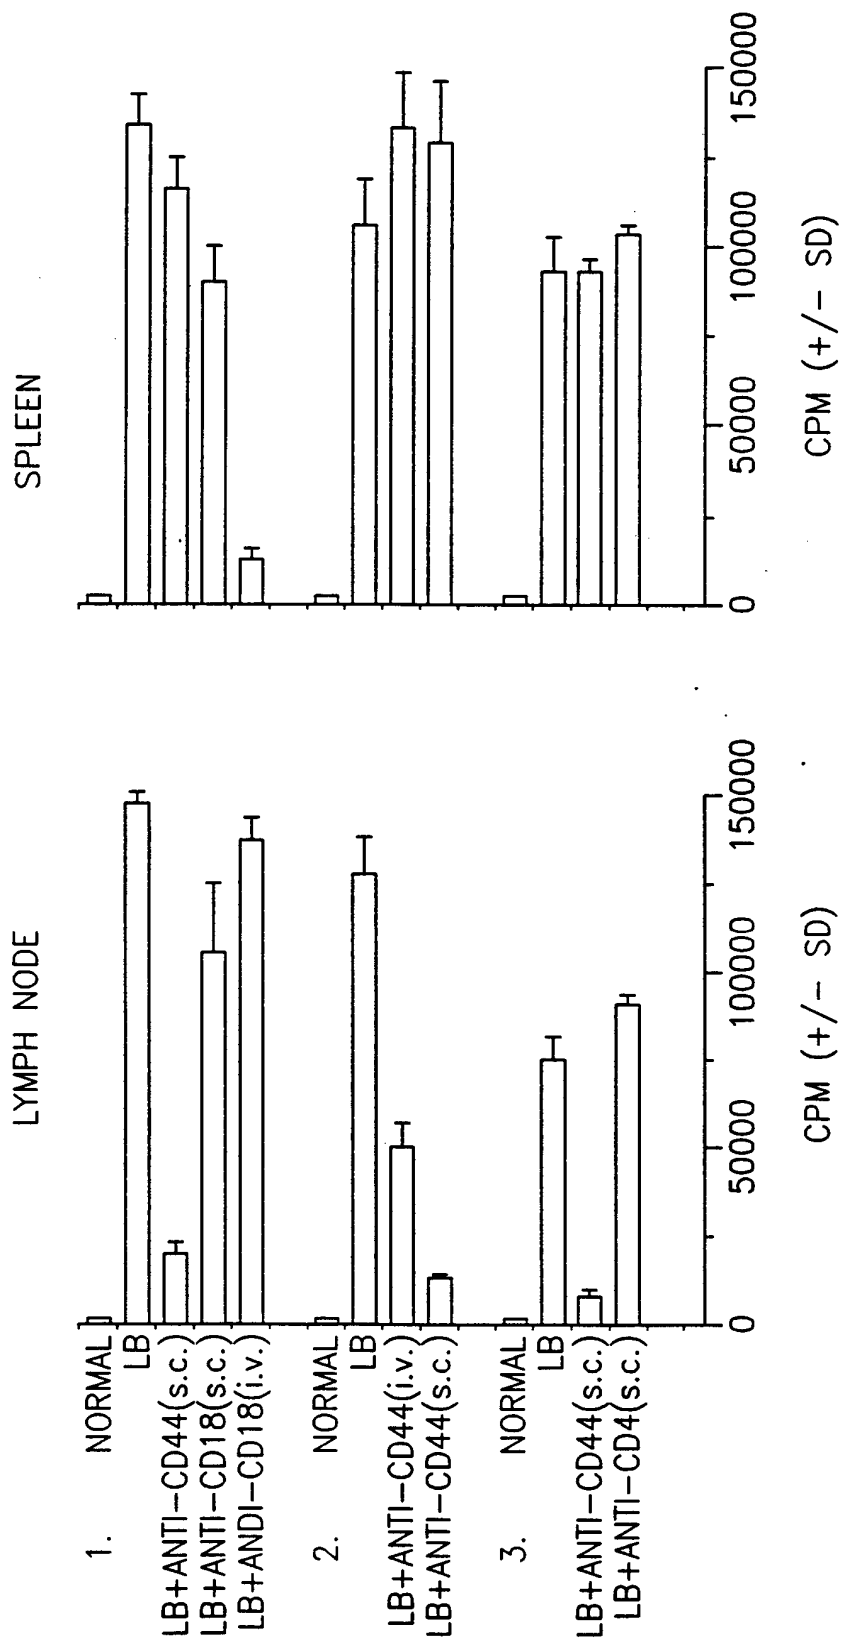 LYMPH NODE
SPLEEN
1. NORMAL
LB
LB+ANTI-CD44(s.c.)
LB+ANTI-CD18(s.c.)
LB+ANDI-CD18(i.v.)
2. NORMAL
LB
LB+ANTI-CD44(i.v.)
LB+ANTI-CD44(s.c.)
3. NORMAL
LB
LB+ANTI-CD44(s.c.)
LB+ANTI-CD4(s.c.)
0 50000 100000 150000
0 50000 100000 150000
CPM (+/- SD)
CPM (+/- SD)